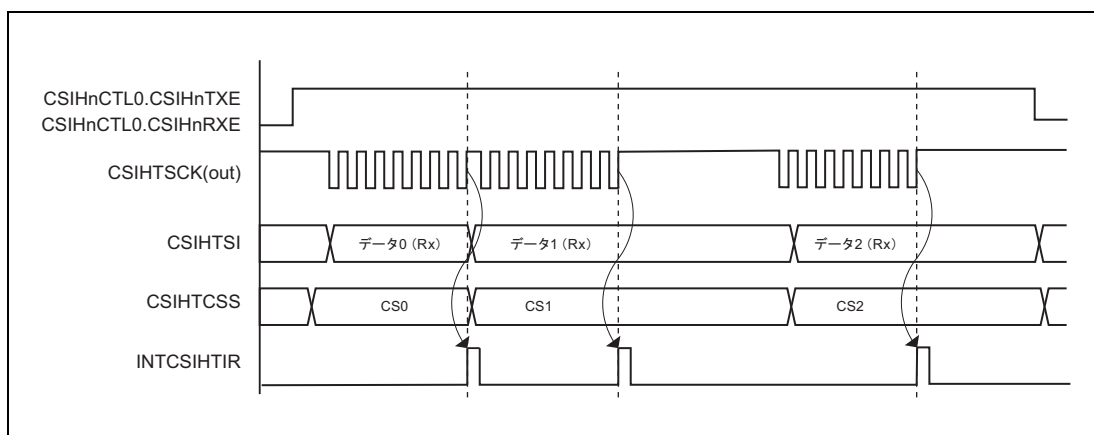 CSIHnCTL0.CSIHnTXE
CSIHnCTL0.CSIHnRXE
CSIHTSCK(out)
CSIHTSI
データ0 (Rx)
データ1 (Rx)
データ2 (Rx)
CSIHTCSS
CS0
CS1
CS2
INTCSIHTIR